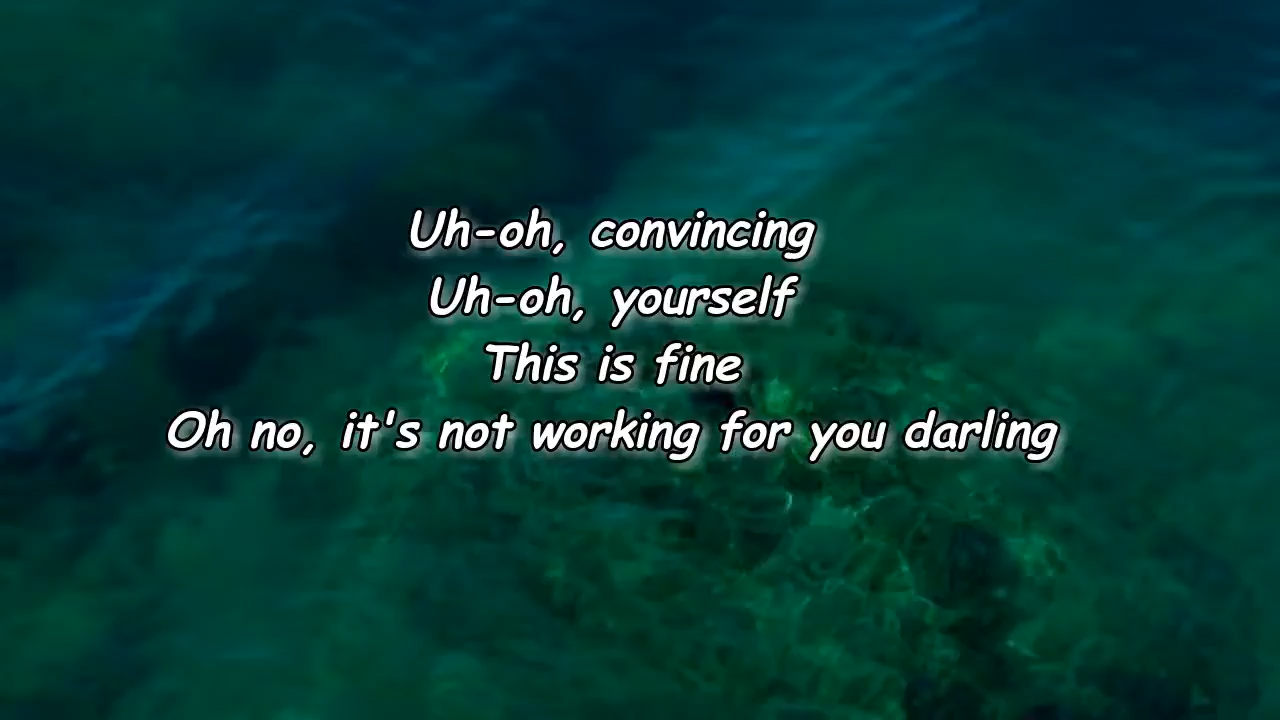 Uh-oh, convincing
Uh-oh, yourself
This is fine
Oh no, it's not working for you darling